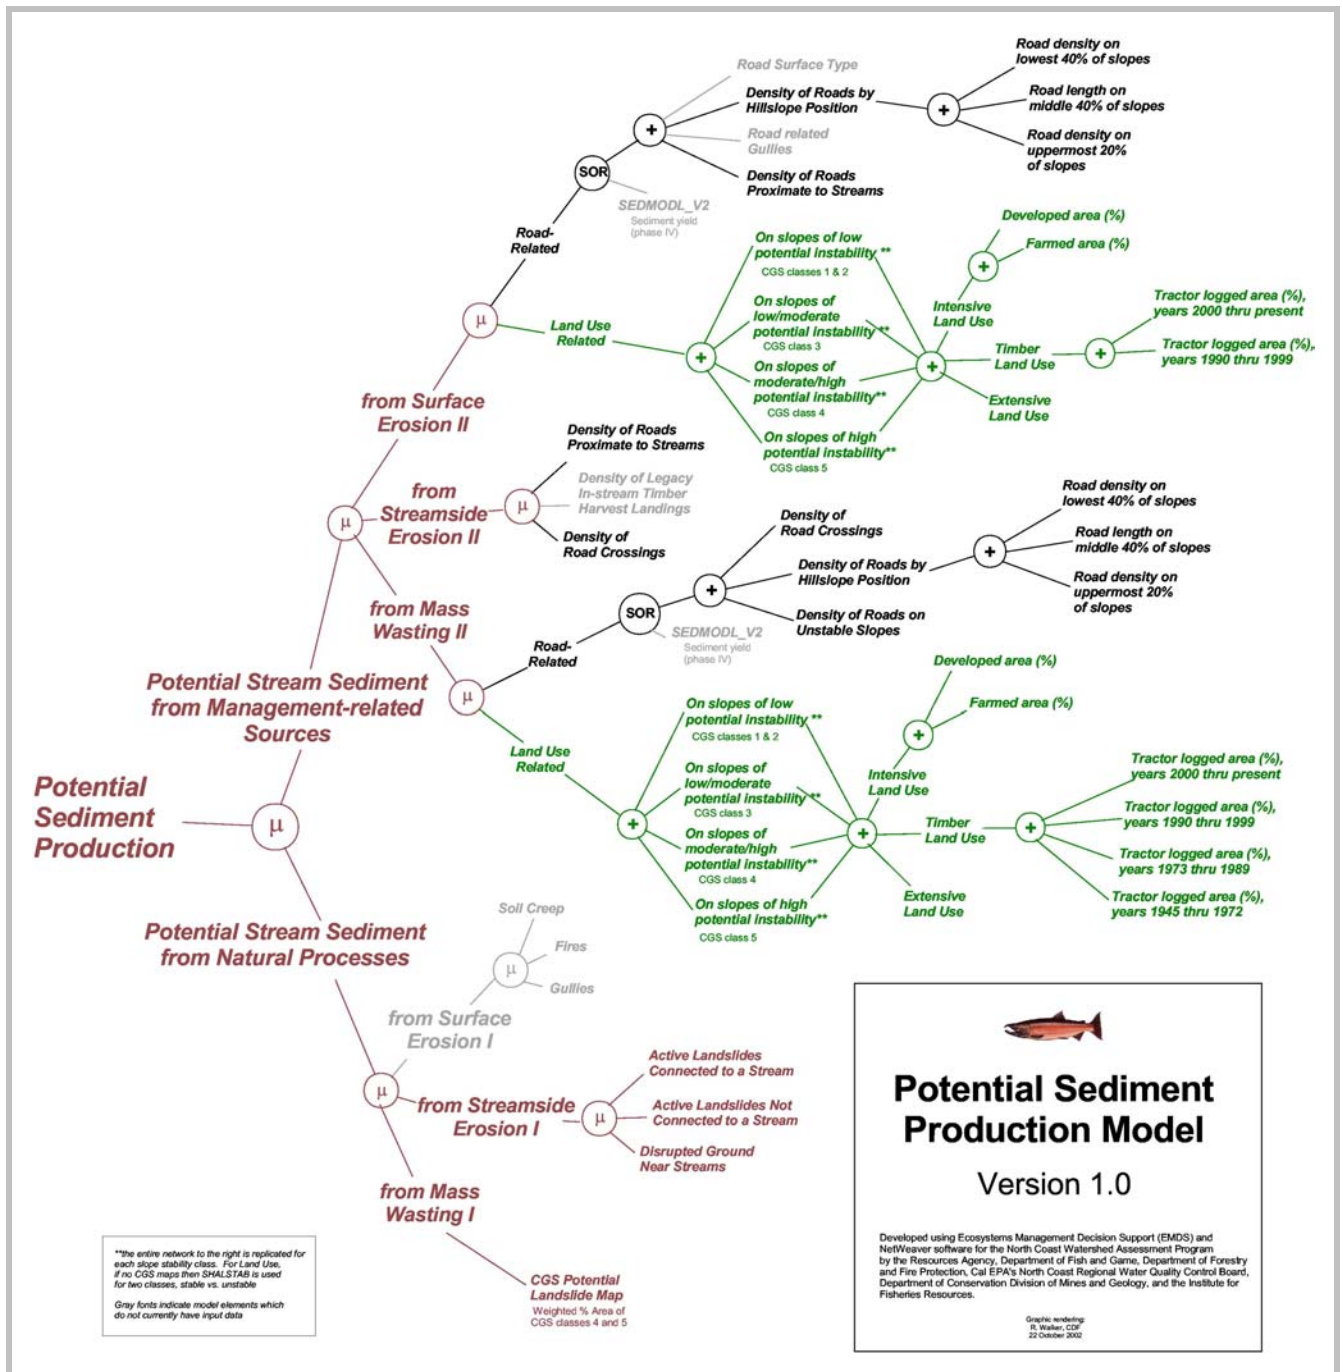 Road Surface Type
Density of Roads by
Hillslope Position
Road related
Gullies
Density of Roads
Proximate to Streams
Road density on
lowest 40% of slopes
Road length on
middle 40% of slopes
Road density on
uppermost 20%
of slopes
+
+
SOR
SEDMODL_V2
Sediment yield
(phase IV)
Road-
Related
µ
Land Use
Related
+
On slopes of low
potential instability **
CGS classes 1 & 2
On slopes of
low/moderate
potential instability **
CGS class 3
On slopes of
moderate/high
potential instability**
CGS class 4
On slopes of high
potential instability**
CGS class 5
+
Developed area (%)
Farmed area (%)
+
Intensive
Land Use
Timber
Land Use
Extensive
Land Use
+
Tractor logged area (%),
years 2000 thru present
Tractor logged area (%),
years 1990 thru 1999
from Surface
Erosion II
µ
from
Streamside
Erosion II
µ
Density of Roads
Proximate to Streams
Density of Legacy
In-stream Timber
Harvest Landings
Density of
Road Crossings
from Mass
Wasting II
µ
Road-
Related
SOR
SEDMODL_V2
Sediment yield
(phase IV)
+
Density of
Road Crossings
Density of Roads by
Hillslope Position
Density of Roads on
Unstable Slopes
+
Road density on
lowest 40% of slopes
Road length on
middle 40% of slopes
Road density on
uppermost 20%
of slopes
Land Use
Related
+
On slopes of low
potential instability **
CGS classes 1 & 2
On slopes of
low/moderate
potential instability **
CGS class 3
On slopes of
moderate/high
potential instability**
CGS class 4
On slopes of high
potential instability**
CGS class 5
+
Developed area (%)
Farmed area (%)
+
Intensive
Land Use
Timber
Land Use
Extensive
Land Use
+
Tractor logged area (%),
years 2000 thru present
Tractor logged area (%),
years 1990 thru 1999
Tractor logged area (%),
years 1973 thru 1989
Tractor logged area (%),
years 1945 thru 1972
Potential Stream Sediment
from Management-related
Sources
Potential
Sediment
Production
µ
Potential Stream Sediment
from Natural Processes
Soil Creep
Fires
Gullies
µ
from Surface
Erosion I
µ
from Streamside
Erosion I
µ
Active Landslides
Connected to a Stream
Active Landslides Not
Connected to a Stream
Disrupted Ground
Near Streams
from Mass
Wasting I
CGS Potential
Landslide Map
Weighted % Area of
CGS classes 4 and 5
**the entire network to the right is replicated for
each slope stability class. For Land Use,
if no CGS maps then SHALSTAB is used
for two classes, stable vs. unstable
Gray fonts indicate model elements which
do not currently have input data
Potential Sediment
Production Model
Version 1.0
Developed using Ecosystems Management Decision Support (EMDS) and
NetWeaver software for the North Coast Watershed Assessment Program
by the Resources Agency, Department of Fish and Game, Department of Forestry
and Fire Protection, Cal EPA's North Coast Regional Water Quality Control Board,
Department of Conservation Division of Mines and Geology, and the Institute for
Fisheries Resources.
Graphic rendering:
R. Walker, CDF
22 October 2002